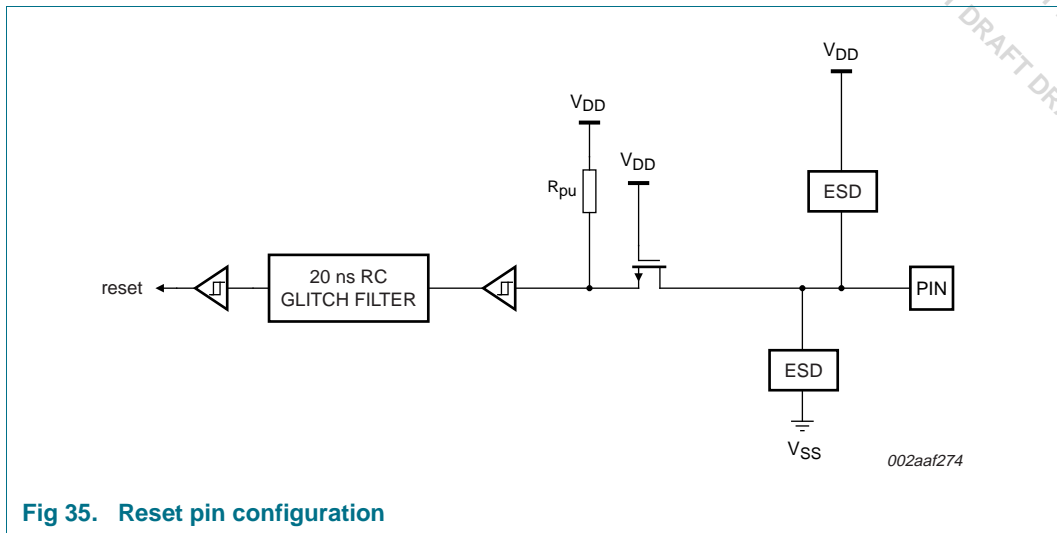 DRAFT DRAFT
VDD
VDD
VDD
Rpu
ESD
reset
20 ns RC
GLITCH FILTER
PIN
ESD
VSS
002aaf274
Fig 35. Reset pin configuration